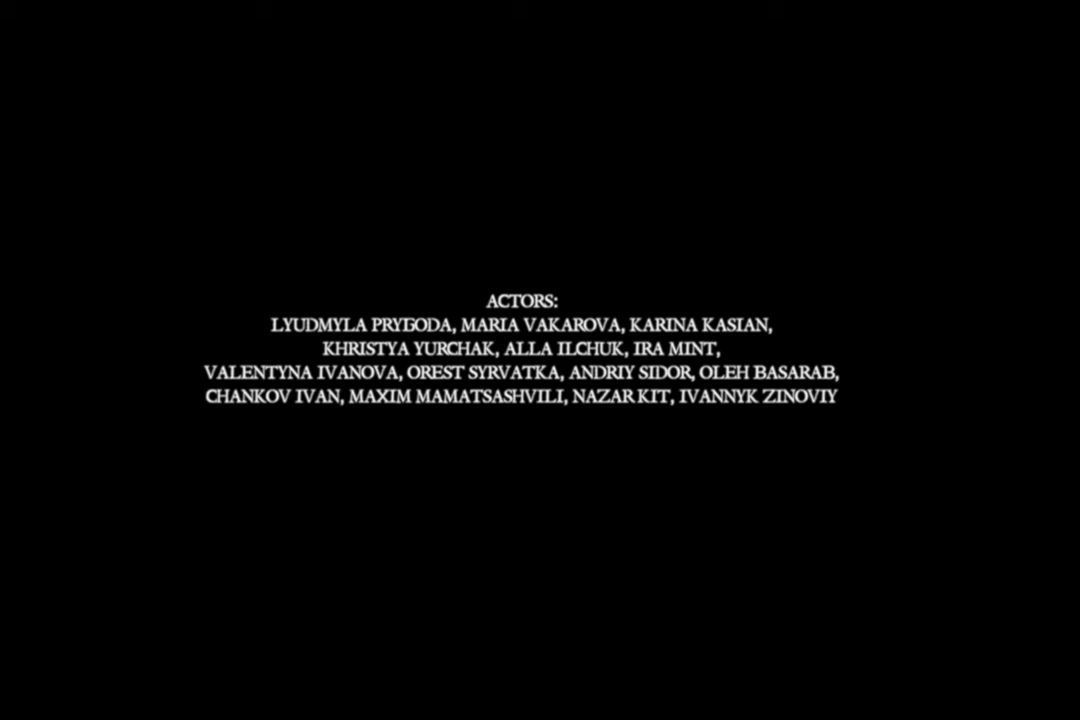 ACTORS:
LYUDMYLA PRYGODA, MARIA VAKAROVA, KARINA KASIAN,
KHRISTYA YURCHAK, ALLA ILCHUK, IRA MINT,
VALENTYNA IVANOVA, OREST SYRVATKA, ANDRIY SIDOR, OLEH BASARAB,
CHANKOV IVAN, MAXIM MAMATSASHVILI, NAZAR KIT, IVANNYK ZINOVIY